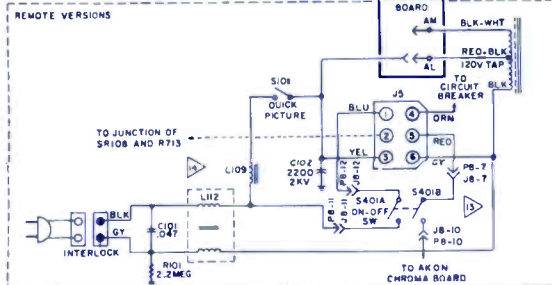 REMOTE VERSIONS
BOARD
AM
BLK-WHT
RED+BLK
AL
120V TAP
S101
QUICK
PICTURE
TO
CIRCUIT
BREAKER
BLK
J5
BLU
1
4
ORN
TO JUNCTION OF
SR108 AND R713
2
5
RED
YEL
3
6
GY
14
L109
C102
2200
2KV
P8-12
J8-12
P8-7
J8-7
L112
P8-11
J8-11
S401A
ON-OFF
SW
S401B
13
BLK
GY
C101
.047
J8-10
P8-10
INTERLOCK
R101
2.2MEG
TO AK ON
CHROMA BOARD